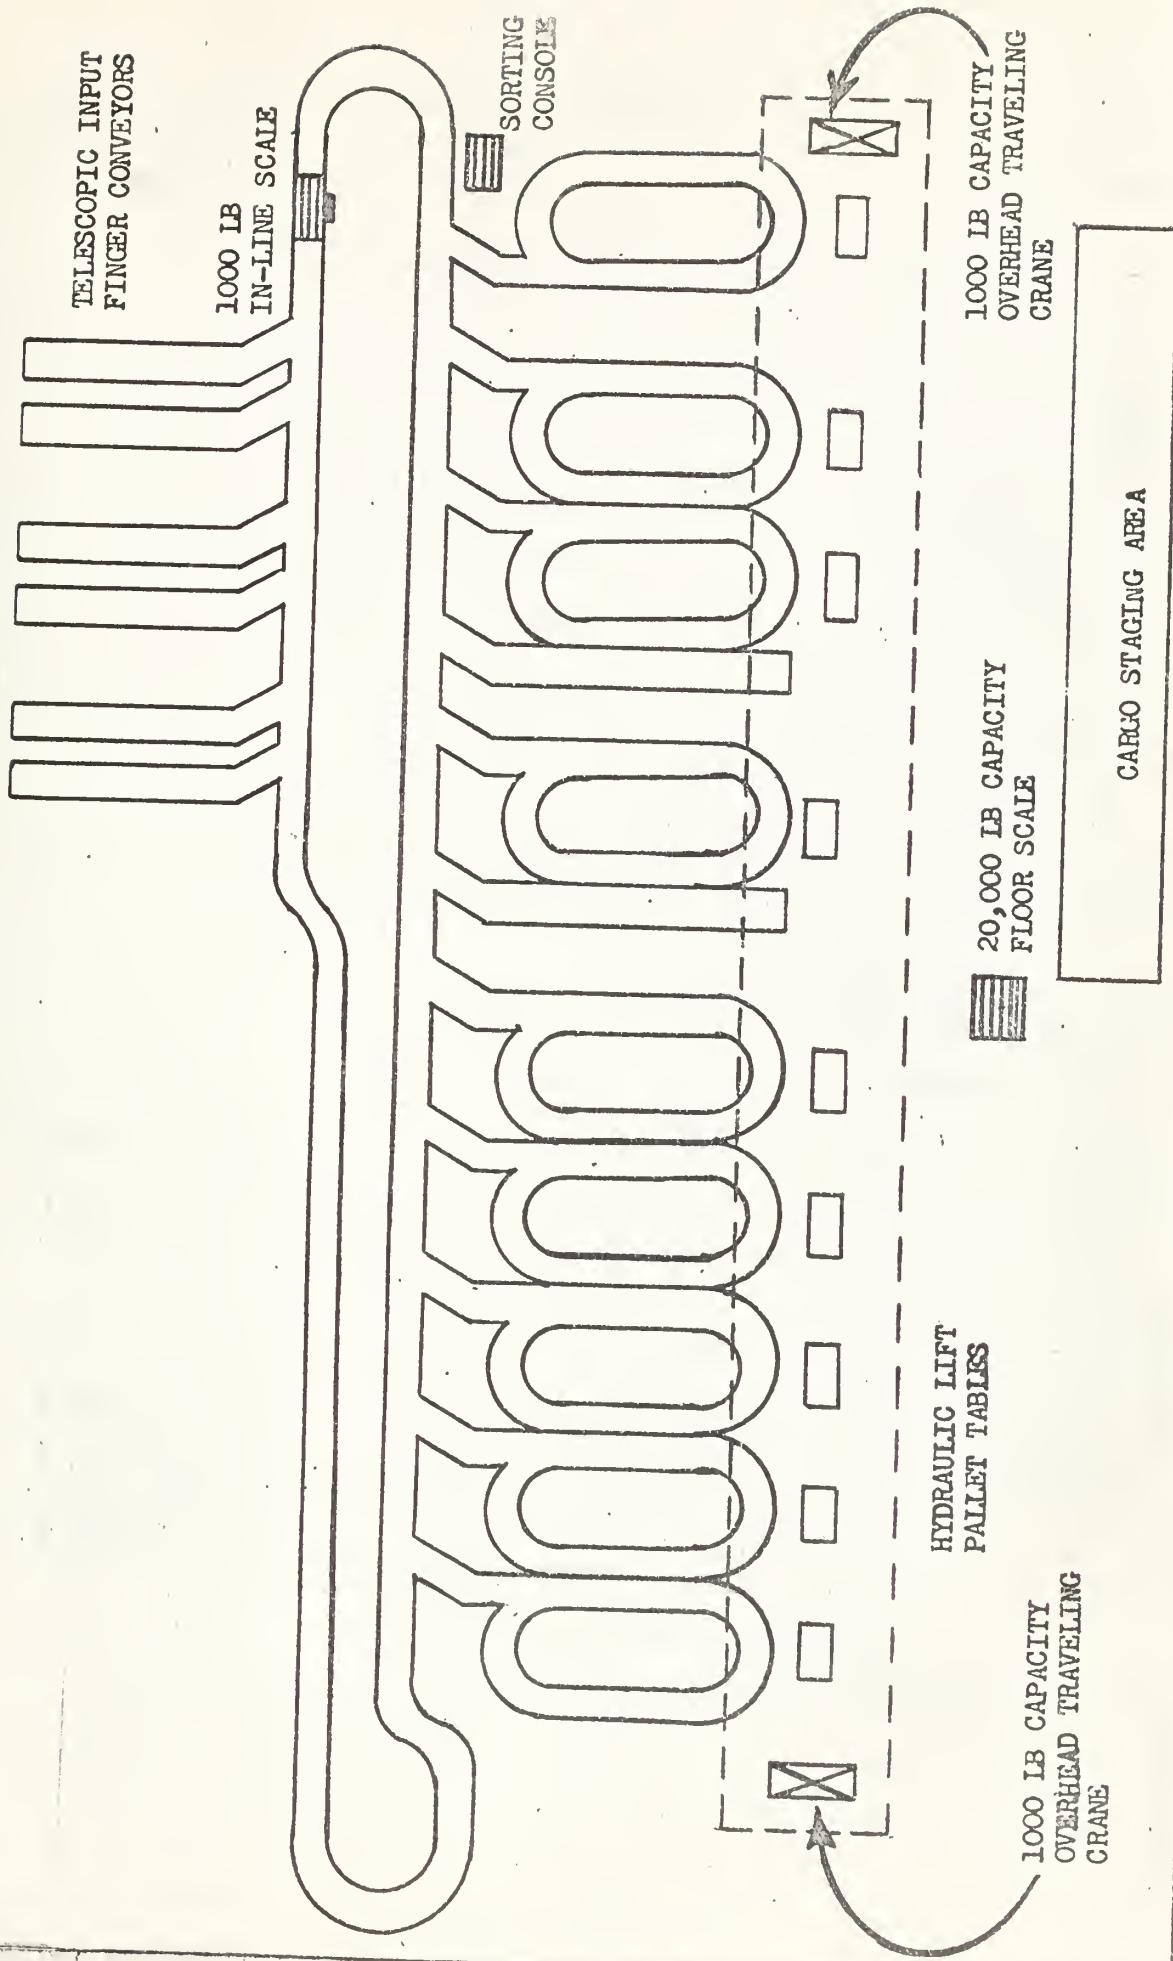 TELESCOPIC INPUT
FINGER CONVEYORS
1000 LB
IN-LINE SCALE
SORTING
CONSOLE
1000 LB CAPACITY
OVERHEAD TRAVELING
CRANE
20,000 LB CAPACITY
FLOOR SCALE
CARGO STAGING AREA
HYDRAULIC LIFT
PALLET TABLES
1000 LB CAPACITY
OVERHEAD TRAVELING
CRANE